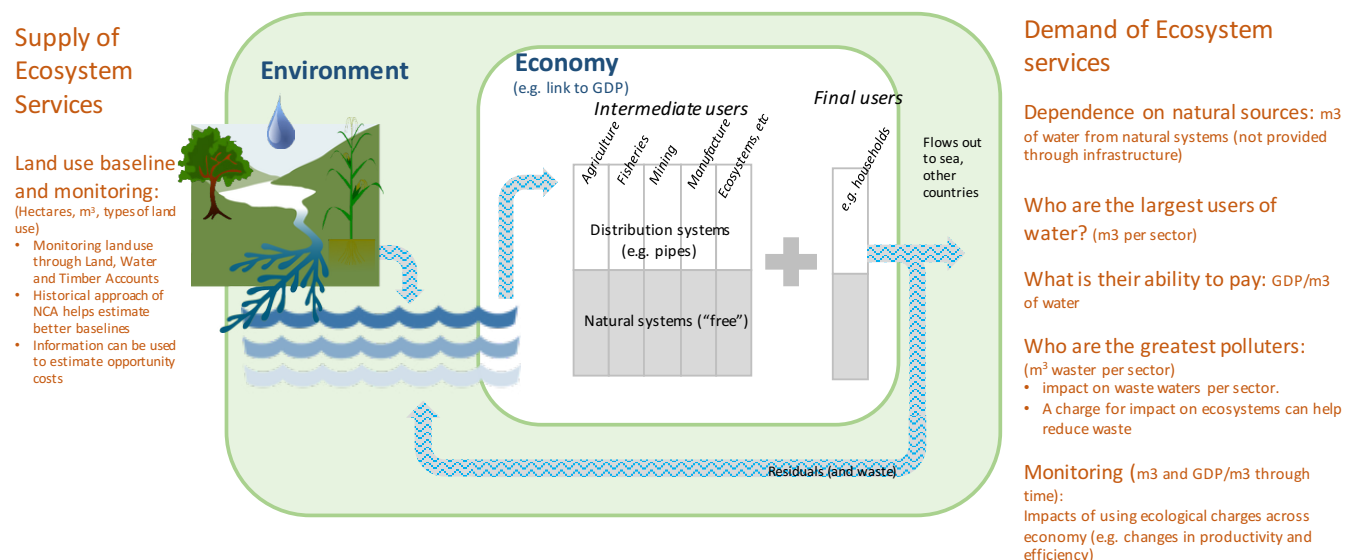 Supply of
Ecosystem
Services
Land use baseline
and monitoring:
(Hectares, m³, types of land
use)
• Monitoring land use
through Land, Water
and Timber Accounts
• Historical approach of
NCA helps estimate
better baselines
• Information can be used
to estimate opportunity
costs
Environment
Economy
(e.g. link to GDP)
Intermediate users
Final users
Agriculture
Fisheries
Mining
Manufacture
Ecosystems, etc
e.g. households
Distribution systems
(e.g. pipes)
Natural systems (“free”)
Flows out
to sea,
other
countries
Residuals (and waste)
Demand of Ecosystem
services
Dependence on natural sources: m3
of water from natural systems (not provided
through infrastructure)
Who are the largest users of
water? (m3 per sector)
What is their ability to pay: GDP/m3
of water
Who are the greatest polluters:
(m³ waster per sector)
• impact on waste waters per sector.
• A charge for impact on ecosystems can help
reduce waste
Monitoring (m3 and GDP/m3 through
time):
Impacts of using ecological charges across
economy (e.g. changes in productivity and
efficiency)